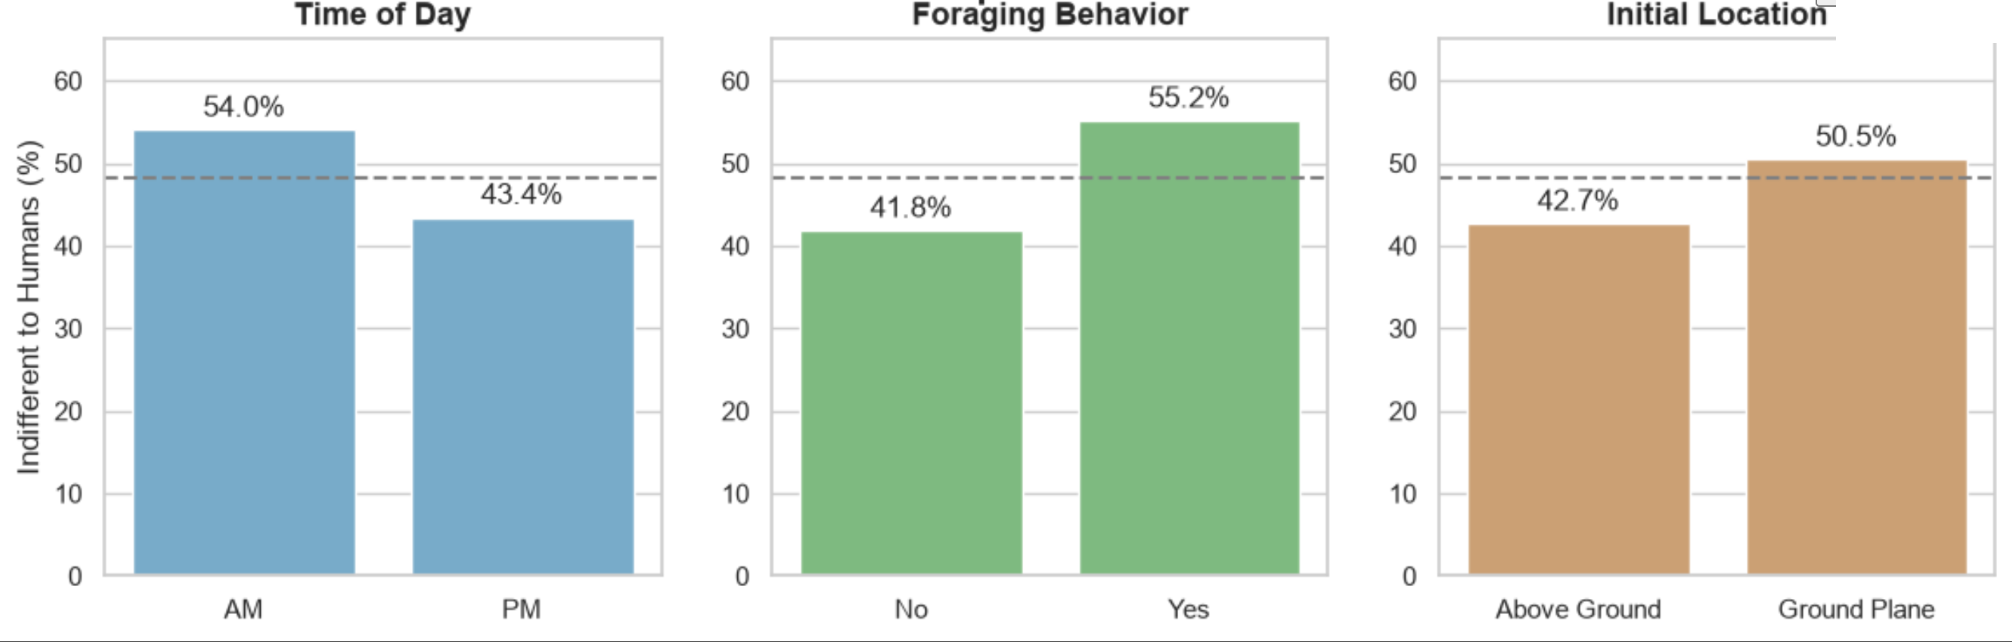 Time of Day
Foraging Behavior
Initial Location
Indifferent to Humans (%)
60
50
40
30
20
10
0
54.0%
43.4%
AM
PM
60
50
40
30
20
10
0
41.8%
55.2%
No
Yes
60
50
40
30
20
10
0
42.7%
50.5%
Above Ground
Ground Plane